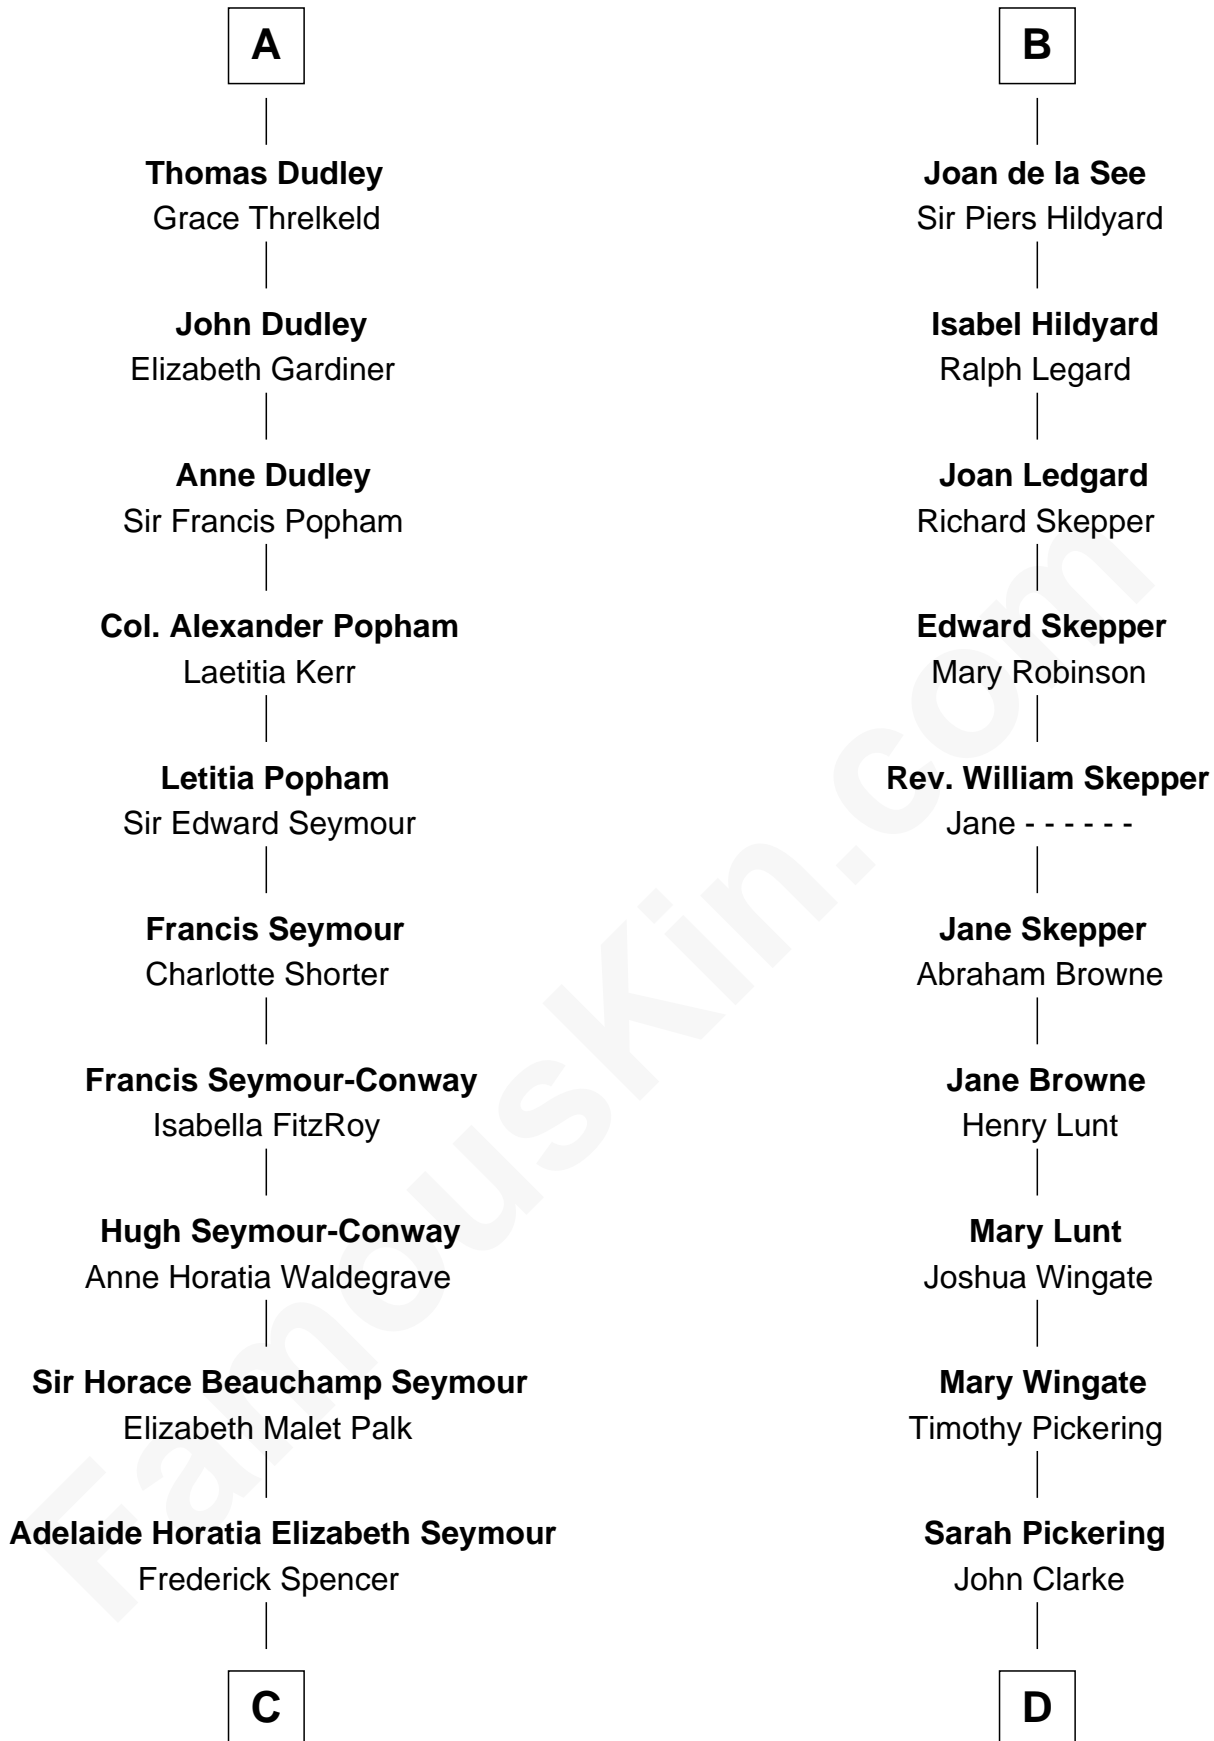 A
Thomas Dudley
Grace Threlkeld
John Dudley
Elizabeth Gardiner
Anne Dudley
Sir Francis Popham
Col. Alexander Popham
Laetitia Kerr
Letitia Popham
Sir Edward Seymour
Francis Seymour
Charlotte Shorter
Francis Seymour-Conway
Isabella FitzRoy
Hugh Seymour-Conway
Anne Horatia Waldegrave
Sir Horace Beauchamp Seymour
Elizabeth Malet Palk
Adelaide Horatia Elizabeth Seymour
Frederick Spencer
C
B
Joan de la See
Sir Piers Hildyard
Isabel Hildyard
Ralph Legard
Joan Ledgard
Richard Skepper
Edward Skepper
Mary Robinson
Rev. William Skepper
Jane - - - - - -
Jane Skepper
Abraham Browne
Jane Browne
Henry Lunt
Mary Lunt
Joshua Wingate
Mary Wingate
Timothy Pickering
Sarah Pickering
John Clarke
D
FamousKin.com